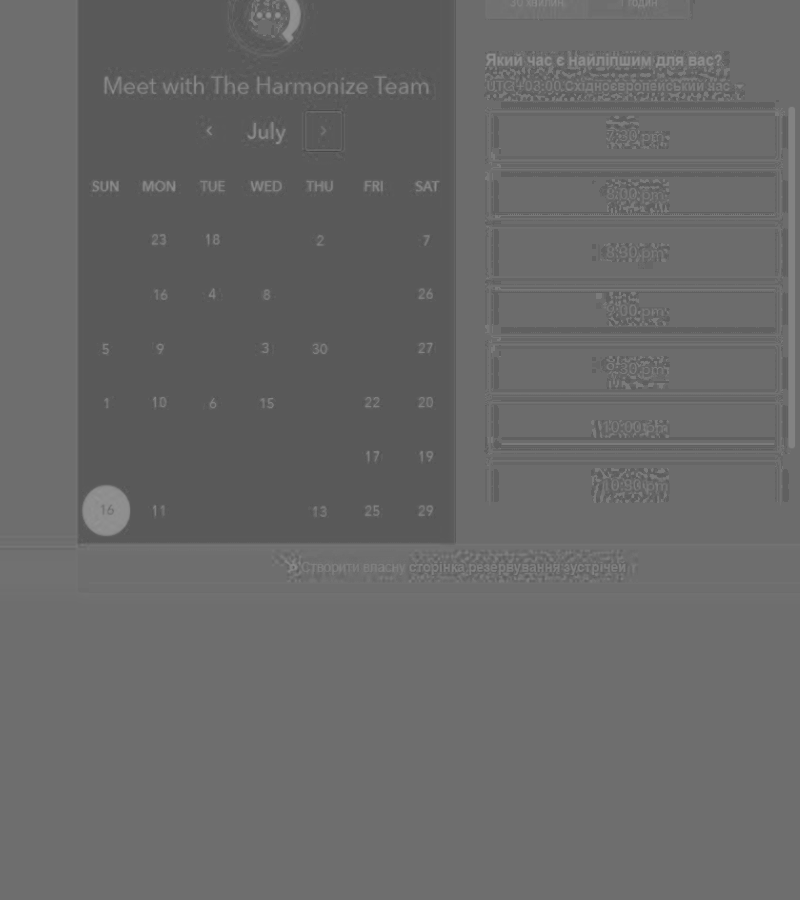 30 хвилин
1 годин
Meet with The Harmonize Team
July
SUN MON TUE WED THU FRI SAT
23 18 2 7
16 4 8 26
5 9 3 30 27
1 10 6 15 22 20
17 19
16 11 13 25 29
Який час є найліпшим для вас?
UTC+03:00 Східноєвропейський час
7:30 pm
8:00 pm
8:30 pm
9:00 pm
9:30 pm
10:00 pm
10:30 pm
Створити власну сторінка резервування зустрічей